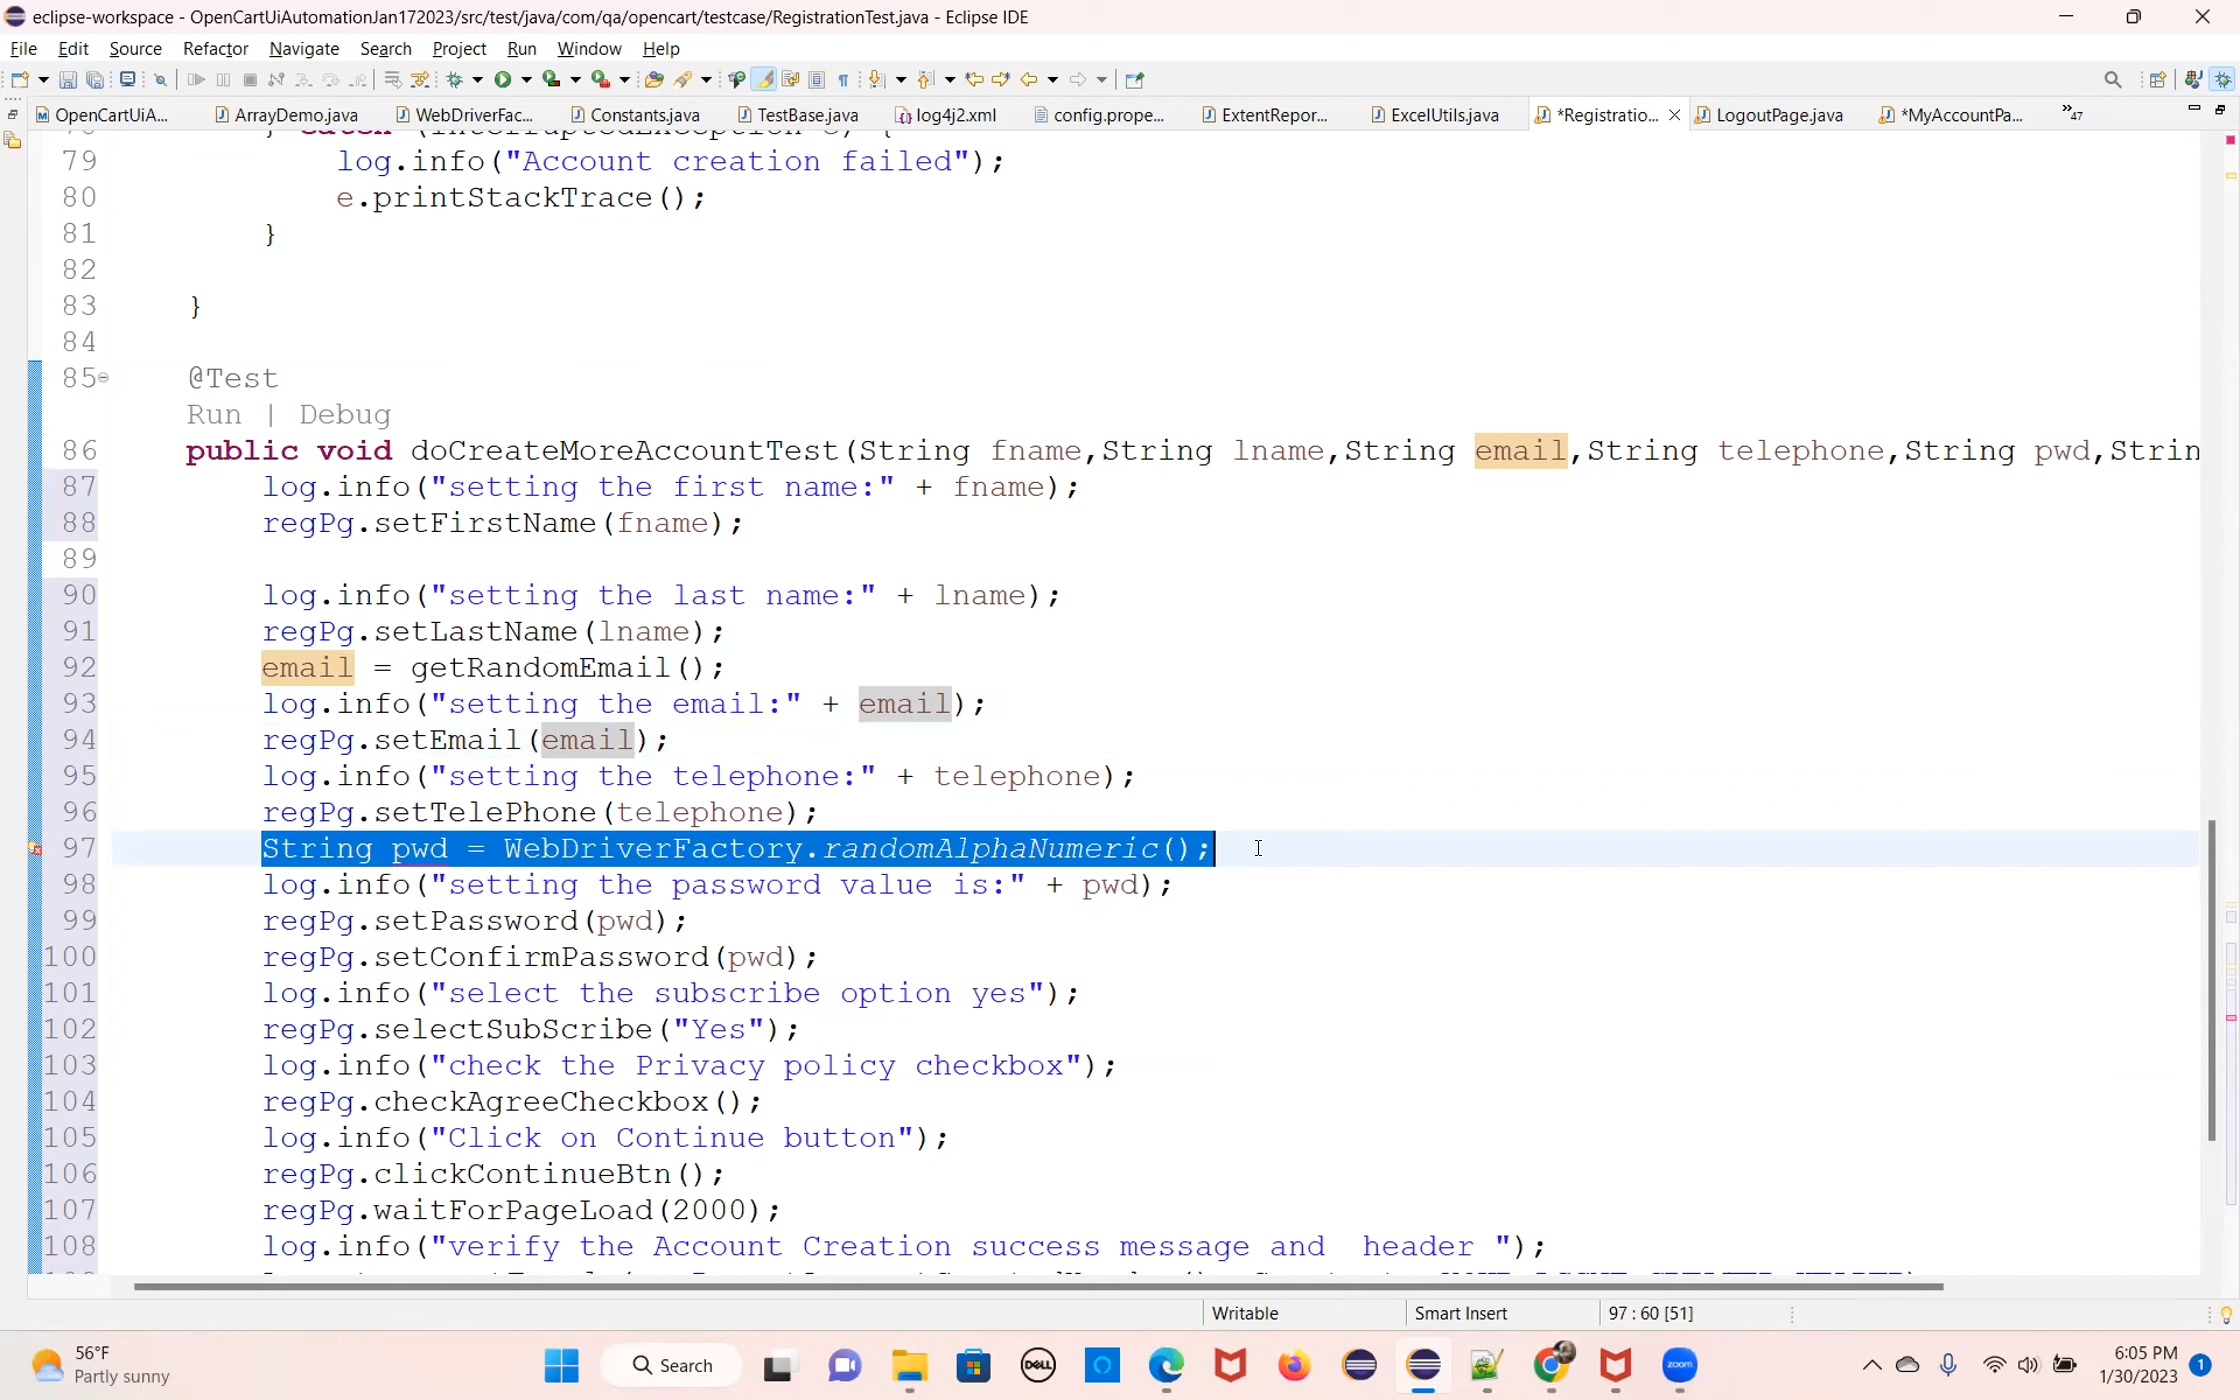 eclipse-workspace - OpenCartUiAutomationJan172023/src/test/java/com/qa/opencart/testcase/RegistrationTest.java - Eclipse IDE
File Edit Source Refactor Navigate Search Project Run Window Help
OpenCartUiA... ArrayDemo.java WebDriverFac... Constants.java TestBase.java log4j2.xml config.prope... ExtentRepor... ExcelUtils.java *Registratio... LogoutPage.java *MyAccountPa... »47
} catch (InterruptedException e) {
79 log.info("Account creation failed");
80 e.printStackTrace();
81 }
82
83 }
84
85 @Test
Run | Debug
86 public void doCreateMoreAccountTest(String fname,String lname,String email,String telephone,String pwd,Strin
87 log.info("setting the first name:" + fname);
88 regPg.setFirstName(fname);
89
90 log.info("setting the last name:" + lname);
91 regPg.setLastName(lname);
92 email = getRandomEmail();
93 log.info("setting the email:" + email);
94 regPg.setEmail(email);
95 log.info("setting the telephone:" + telephone);
96 regPg.setTelePhone(telephone);
97 String pwd = WebDriverFactory.randomAlphaNumeric();
98 log.info("setting the password value is:" + pwd);
99 regPg.setPassword(pwd);
100 regPg.setConfirmPassword(pwd);
101 log.info("select the subscribe option yes");
102 regPg.selectSubScribe("Yes");
103 log.info("check the Privacy policy checkbox");
104 regPg.checkAgreeCheckbox();
105 log.info("Click on Continue button");
106 regPg.clickContinueBtn();
107 regPg.waitForPageLoad(2000);
108 log.info("verify the Account Creation success message and  header ");
Writable Smart Insert 97 : 60 [51]
56°F
Partly sunny
Search
DELL
zoom
6:05 PM
1/30/2023
1